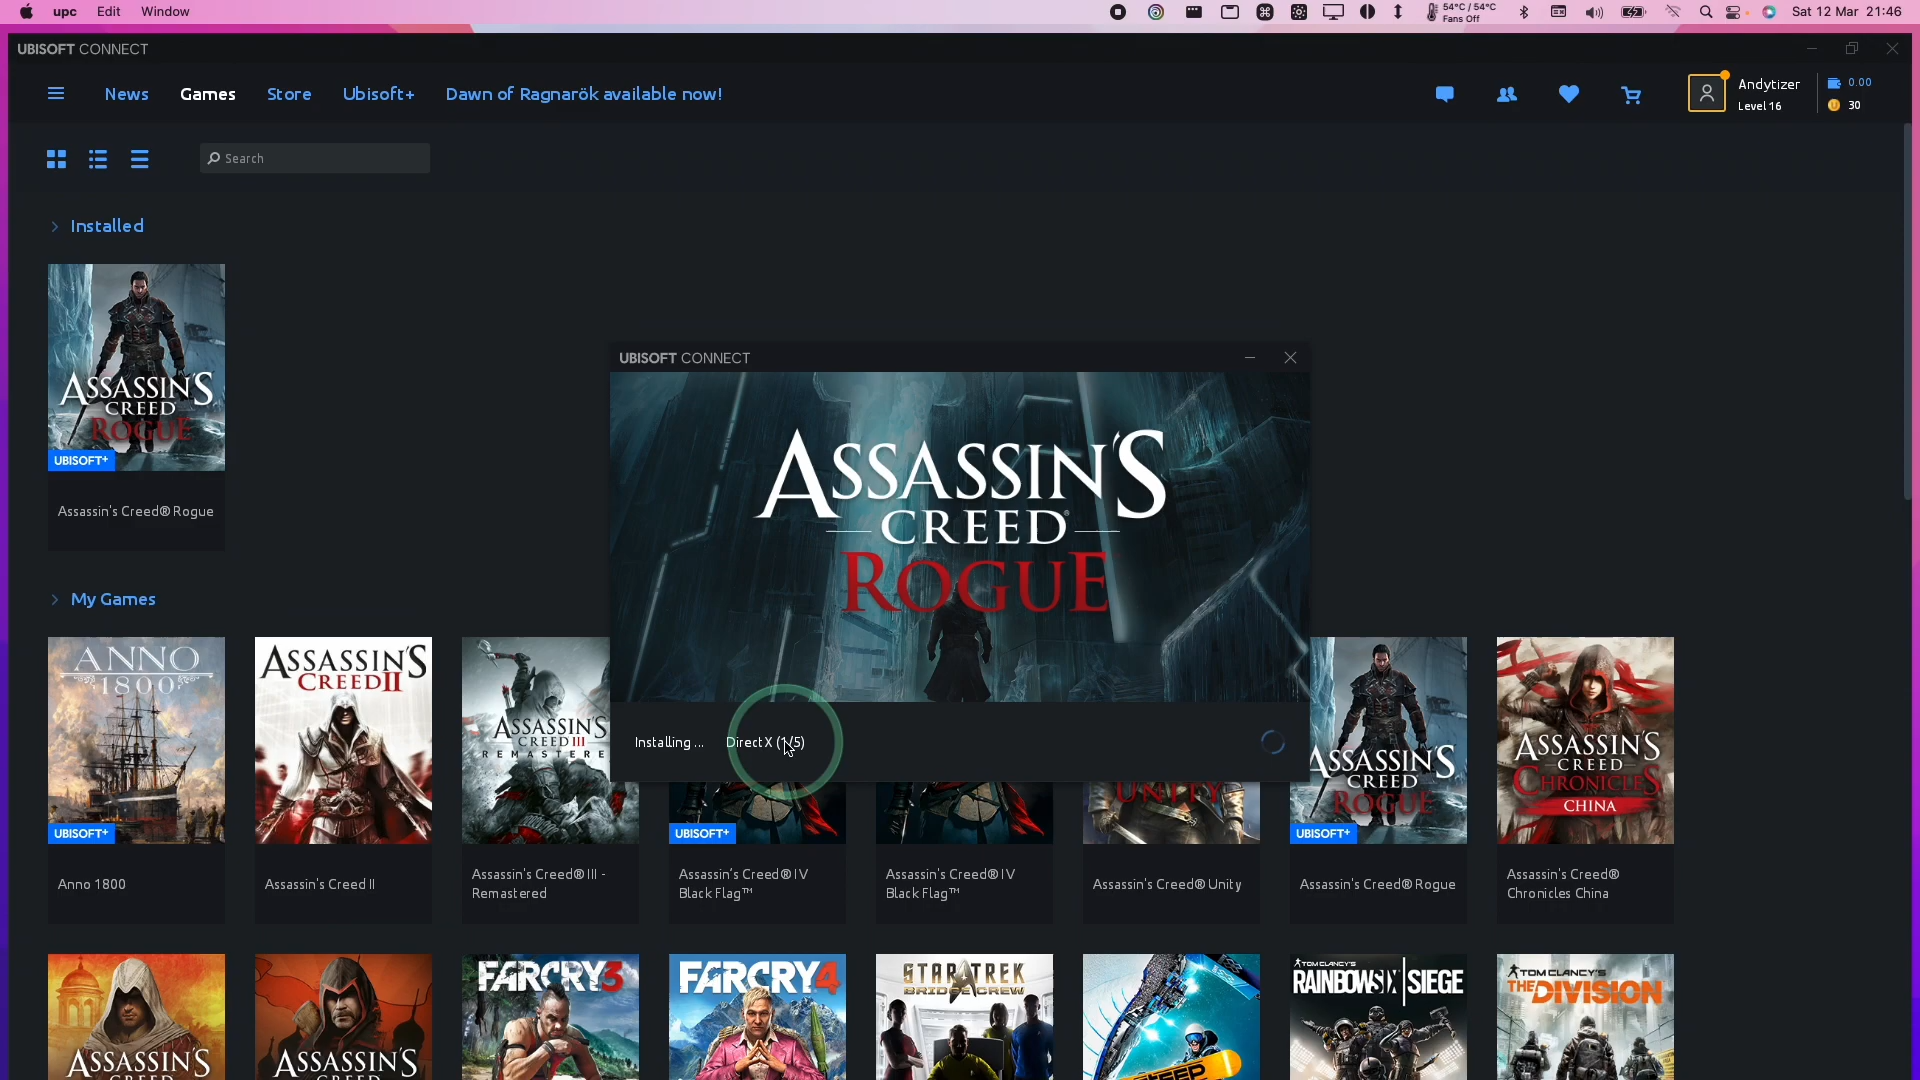 upc Edit Window
54°C / 54°C
Fans Off
Sat 12 Mar 21:46
UBISOFT CONNECT
News Games Store Ubisoft+ Dawn of Ragnarök available now!
Andytizer
Level 16
0.00
30
Search
Installed
ASSASSIN'S
CREED
ROGUE
UBISOFT+
Assassin's Creed® Rogue
UBISOFT CONNECT
ASSASSIN'S
CREED®
ROGUE
Installing ... DirectX (1/5)
My Games
ANNO
1800
UBISOFT+
Anno 1800
ASSASSIN'S
CREED II
Assassin's Creed II
ASSASSIN'S
CREED III
REMASTERED
Assassin's Creed® III -
Remastered
UBISOFT+
Assassin's Creed® IV
Black Flag™
Assassin's Creed® IV
Black Flag™
UNITY
Assassin's Creed® Unity
ASSASSIN'S
CREED
ROGUE
UBISOFT+
Assassin's Creed® Rogue
ASSASSIN'S
CREED
CHRONICLES
CHINA
Assassin's Creed®
Chronicles China
ASSASSIN'S
CREED
ASSASSIN'S
CREED
FARCRY3
FARCRY4
STAR TREK
BRIDGE CREW
STEEP
TOM CLANCY'S
RAINBOW SIX | SIEGE
TOM CLANCY'S
THE DIVISION